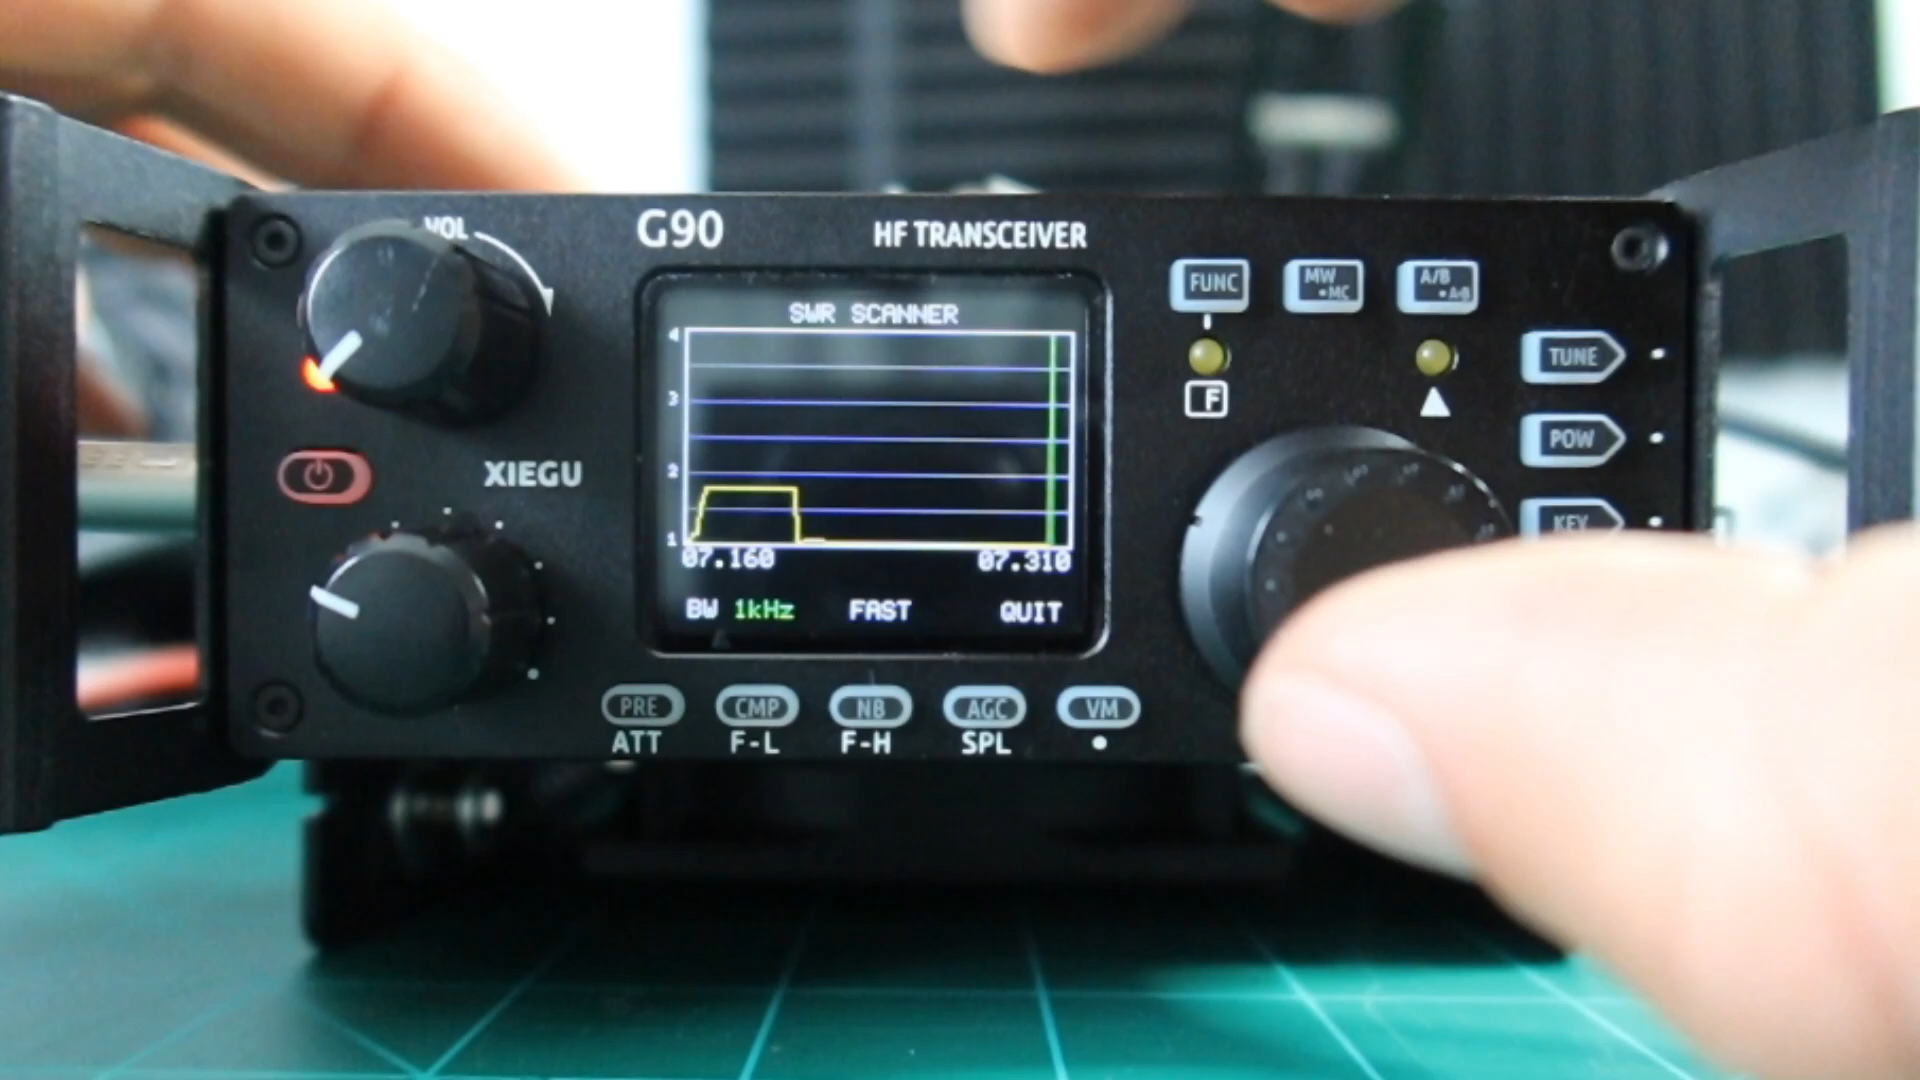 VOL
G90
HF TRANSCEIVER
FUNC
MW
•MC
A/B
SWR SCANNER
4
3
2
1
07.160 07.310
BW 1kHz FAST QUIT
F
TUNE
POW
KEY
XIEGU
PRE CMP NB AGC VM
ATT F-L F-H SPL